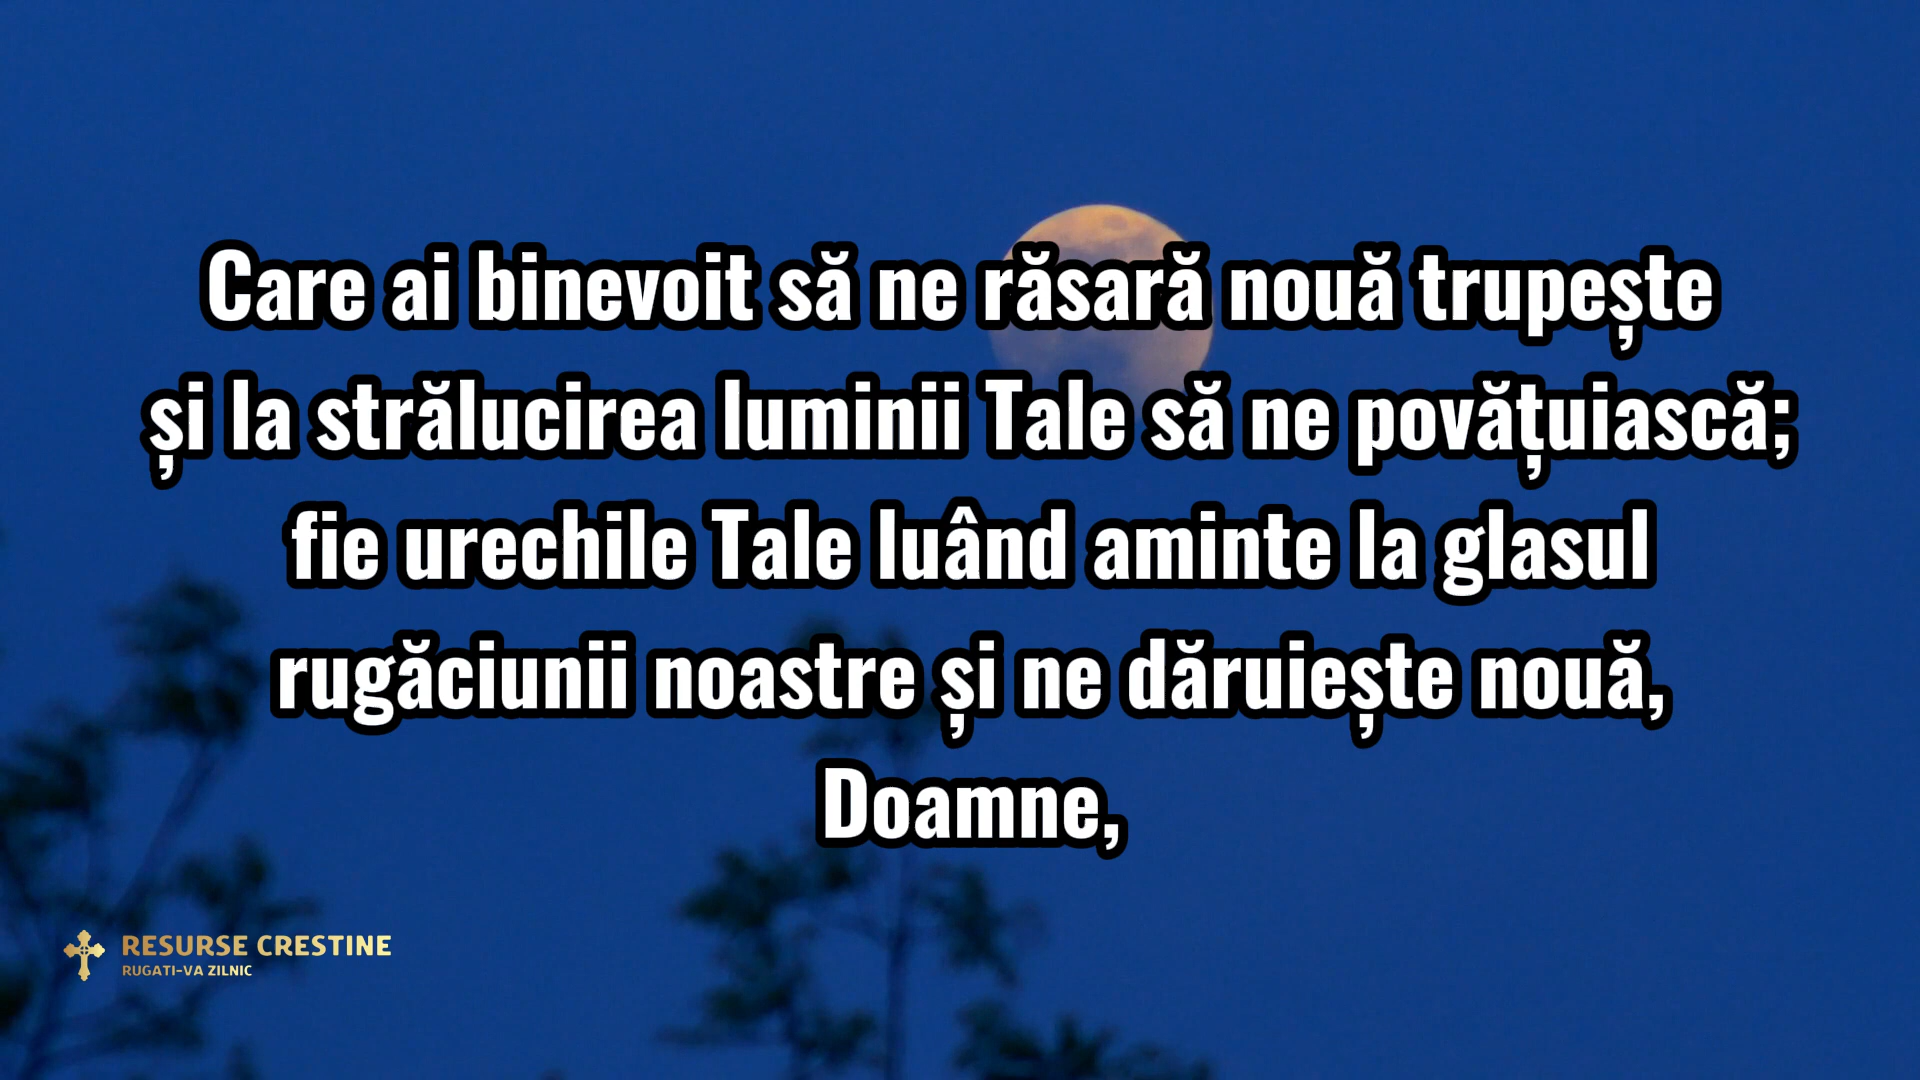 Care ai binevoit să ne răsară nouă trupește
și la strălucirea luminii Tale să ne povățuiască;
fie urechile Tale luând aminte la glasul
rugăciunii noastre și ne dăruiește nouă,
Doamne,
RESURSE CRESTINE
RUGATI-VA ZILNIC